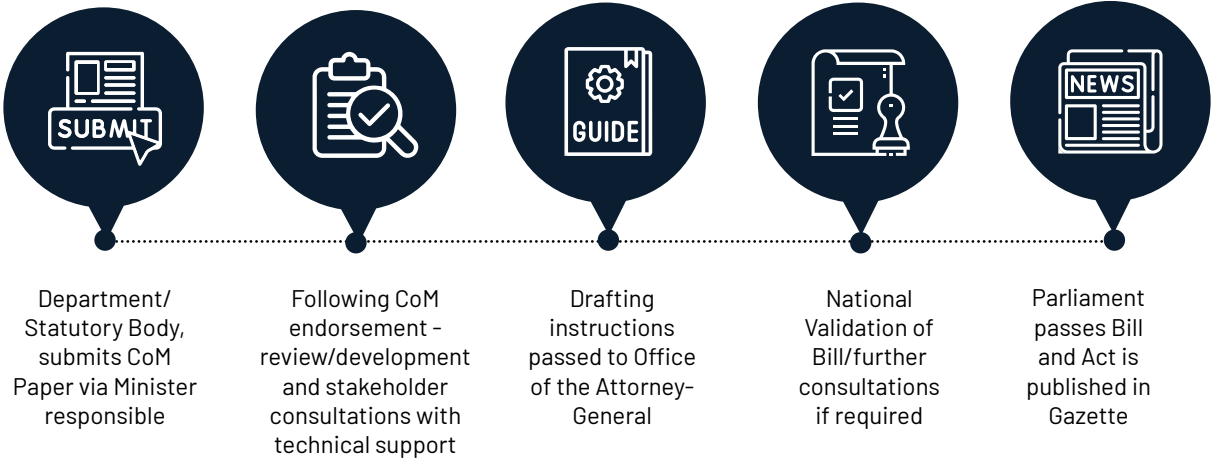 SUBMIT
GUIDE
NEWS
Department/
Statutory Body,
submits CoM
Paper via Minister
responsible
Following CoM
endorsement -
review/development
and stakeholder
consultations with
technical support
Drafting
instructions
passed to Office
of the Attorney-
General
National
Validation of
Bill/further
consultations
if required
Parliament
passes Bill
and Act is
published in
Gazette